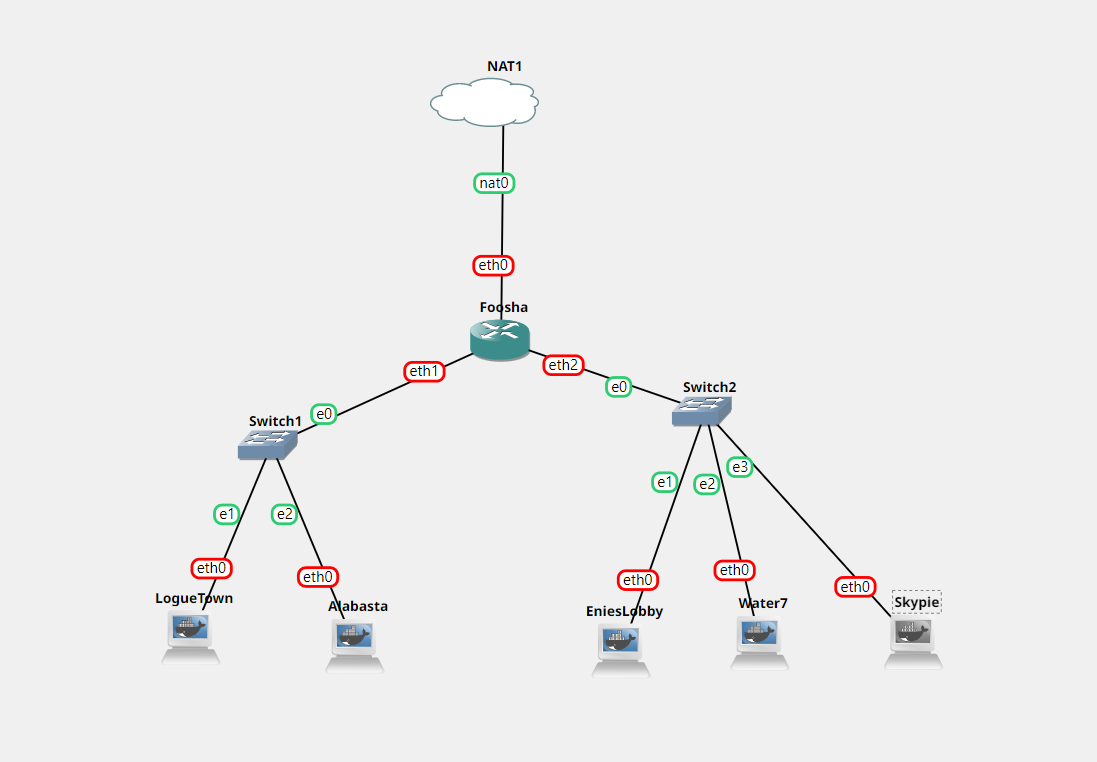 NAT1
nat0
eth0
Foosha
eth1
eth2
e0
e0
Switch1
Switch2
e1
e2
e1
e2
e3
eth0
eth0
eth0
eth0
eth0
LogueTown
Alabasta
EniesLobby
Water7
Skypie